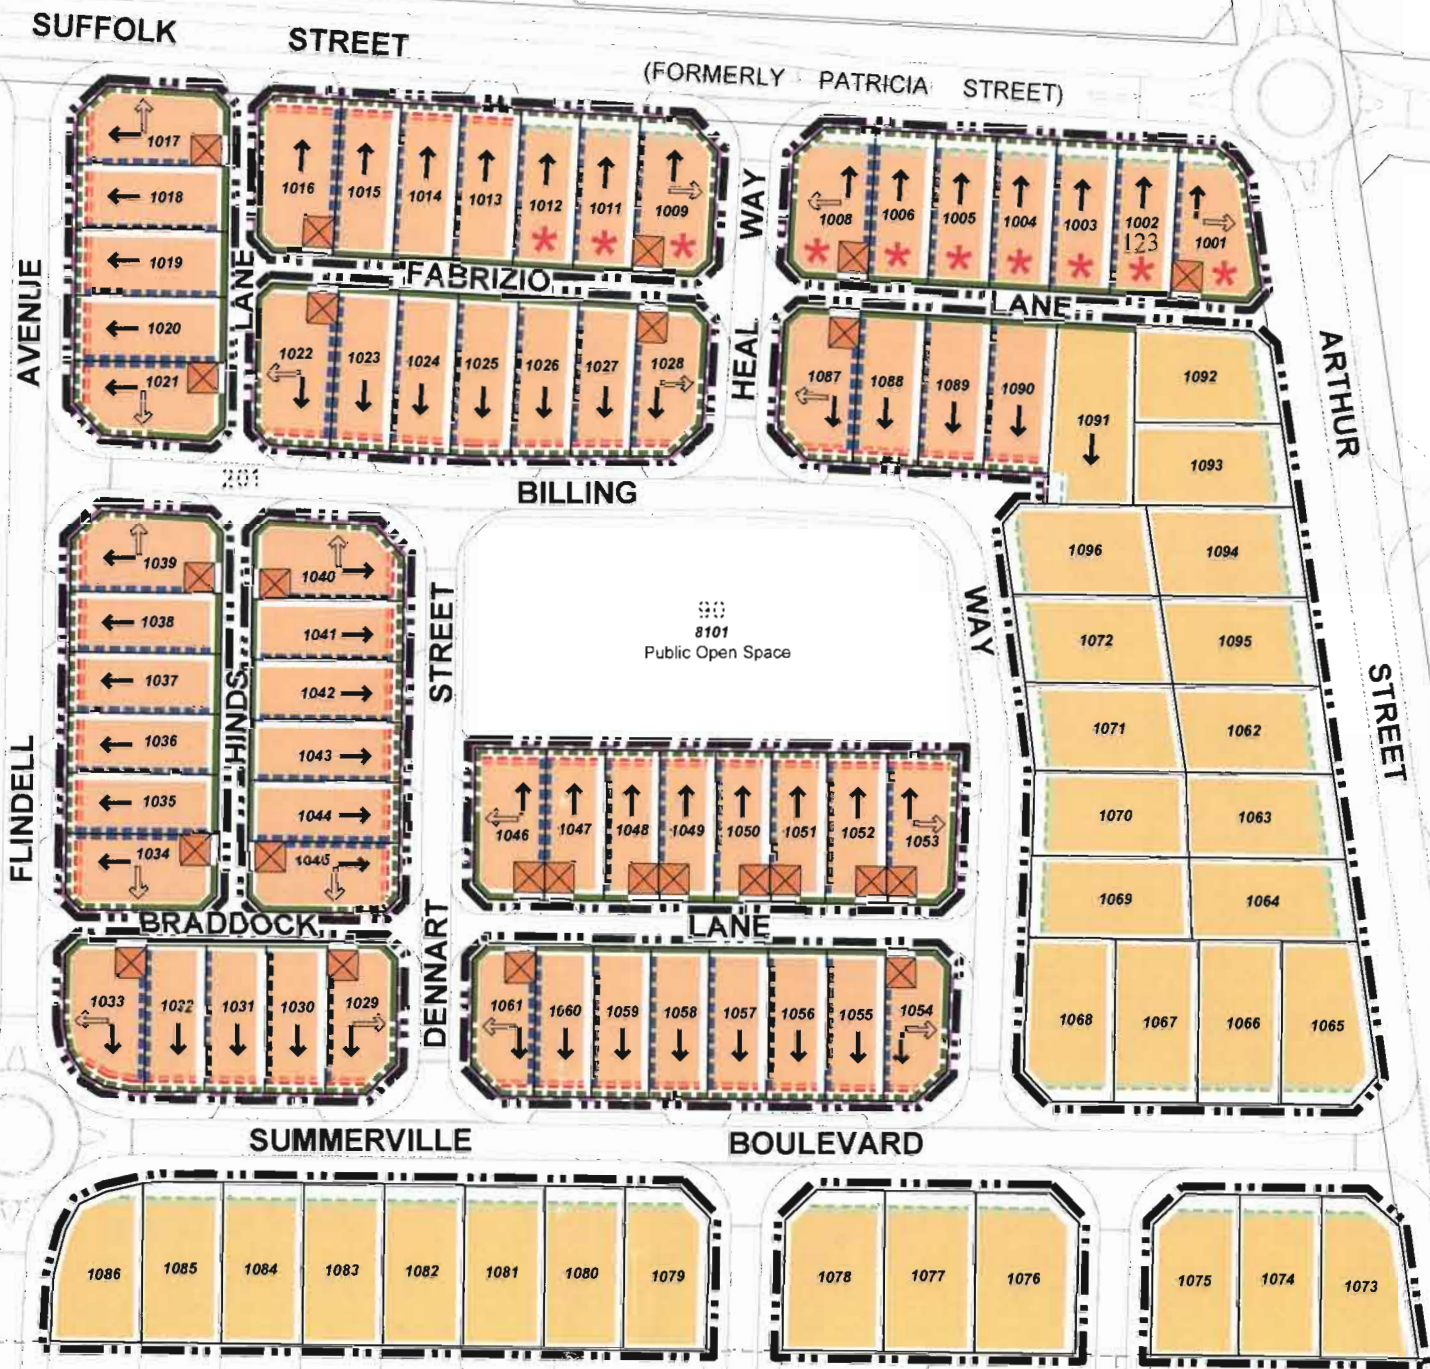 SUFFOLK STREET
(FORMERLY PATRICIA STREET)
1017
1018
1019
1020
1021
1016 1015 1014 1013 1012 1011 1009
1008 1006 1005 1004 1003 1002 1001
123
AVENUE
LANE
FABRIZIO
WAY
HEAL
LANE
ARTHUR
1022 1023 1024 1025 1026 1027 1028
1087 1088 1089 1090 1091
1092
1093
201
BILLING
WAY
1039
1038
1037
1036
1035
1034
HINDS
1040
1041
1042
1043
1044
1045
STREET
90
8101
Public Open Space
1096 1094
1072 1095
1071 1062
1070 1063
1069 1064
1068 1067 1066 1065
STREET
FLINDELL
1046 1047 1048 1049 1050 1051 1052 1053
BRADDOCK
LANE
DENNART
1033 1032 1031 1030 1029
1061 1060 1059 1058 1057 1056 1055 1054
SUMMERVILLE BOULEVARD
1086 1085 1084 1083 1082 1081 1080 1079
1078 1077 1076
1075 1074 1073